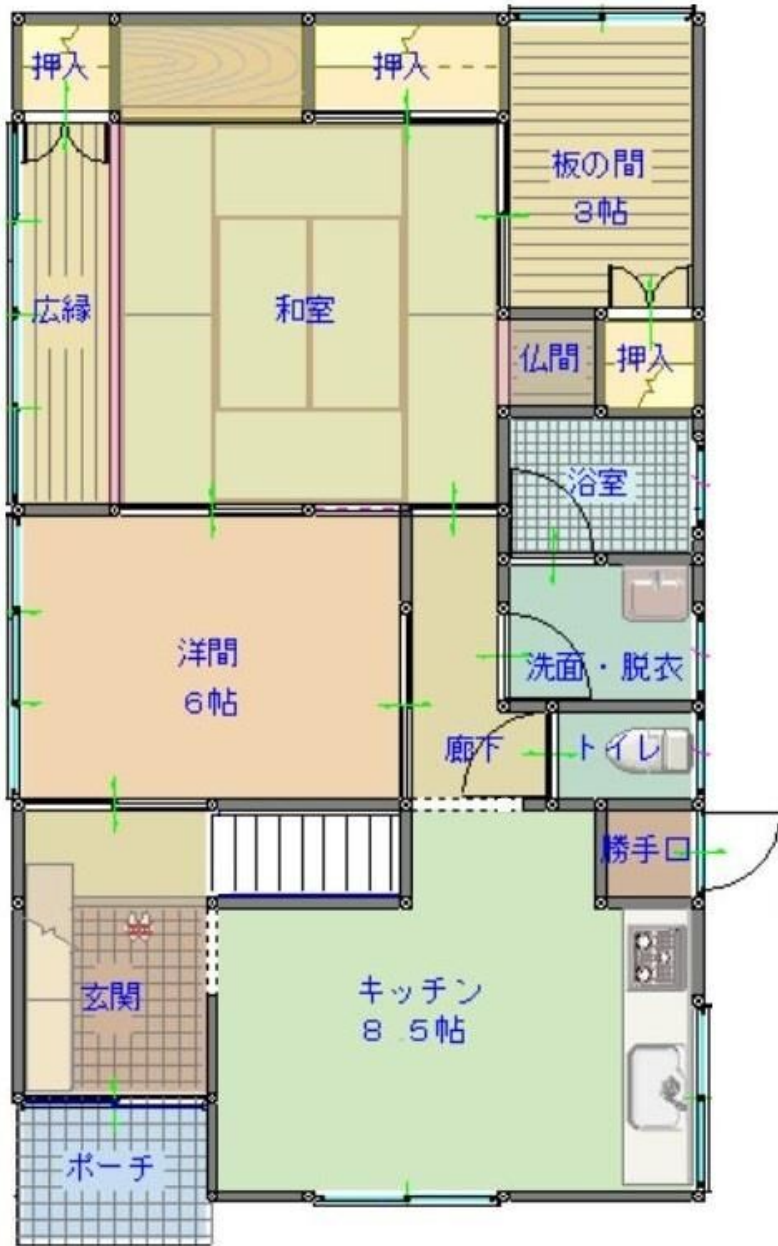 押入
押入
板の間
3帖
広縁
和室
仏間
押入
浴室
洋間
6帖
洗面・脱衣
廊下
トイレ
勝手口
玄関
キッチン
8.5帖
ポーチ